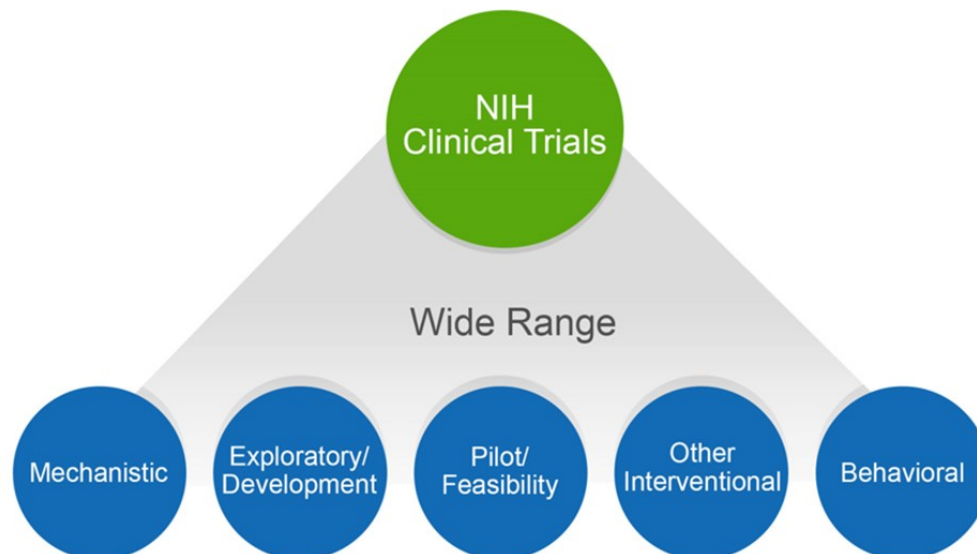 NIH
Clinical Trials
Wide Range
Mechanistic
Exploratory/
Development
Pilot/
Feasibility
Other
Interventional
Behavioral